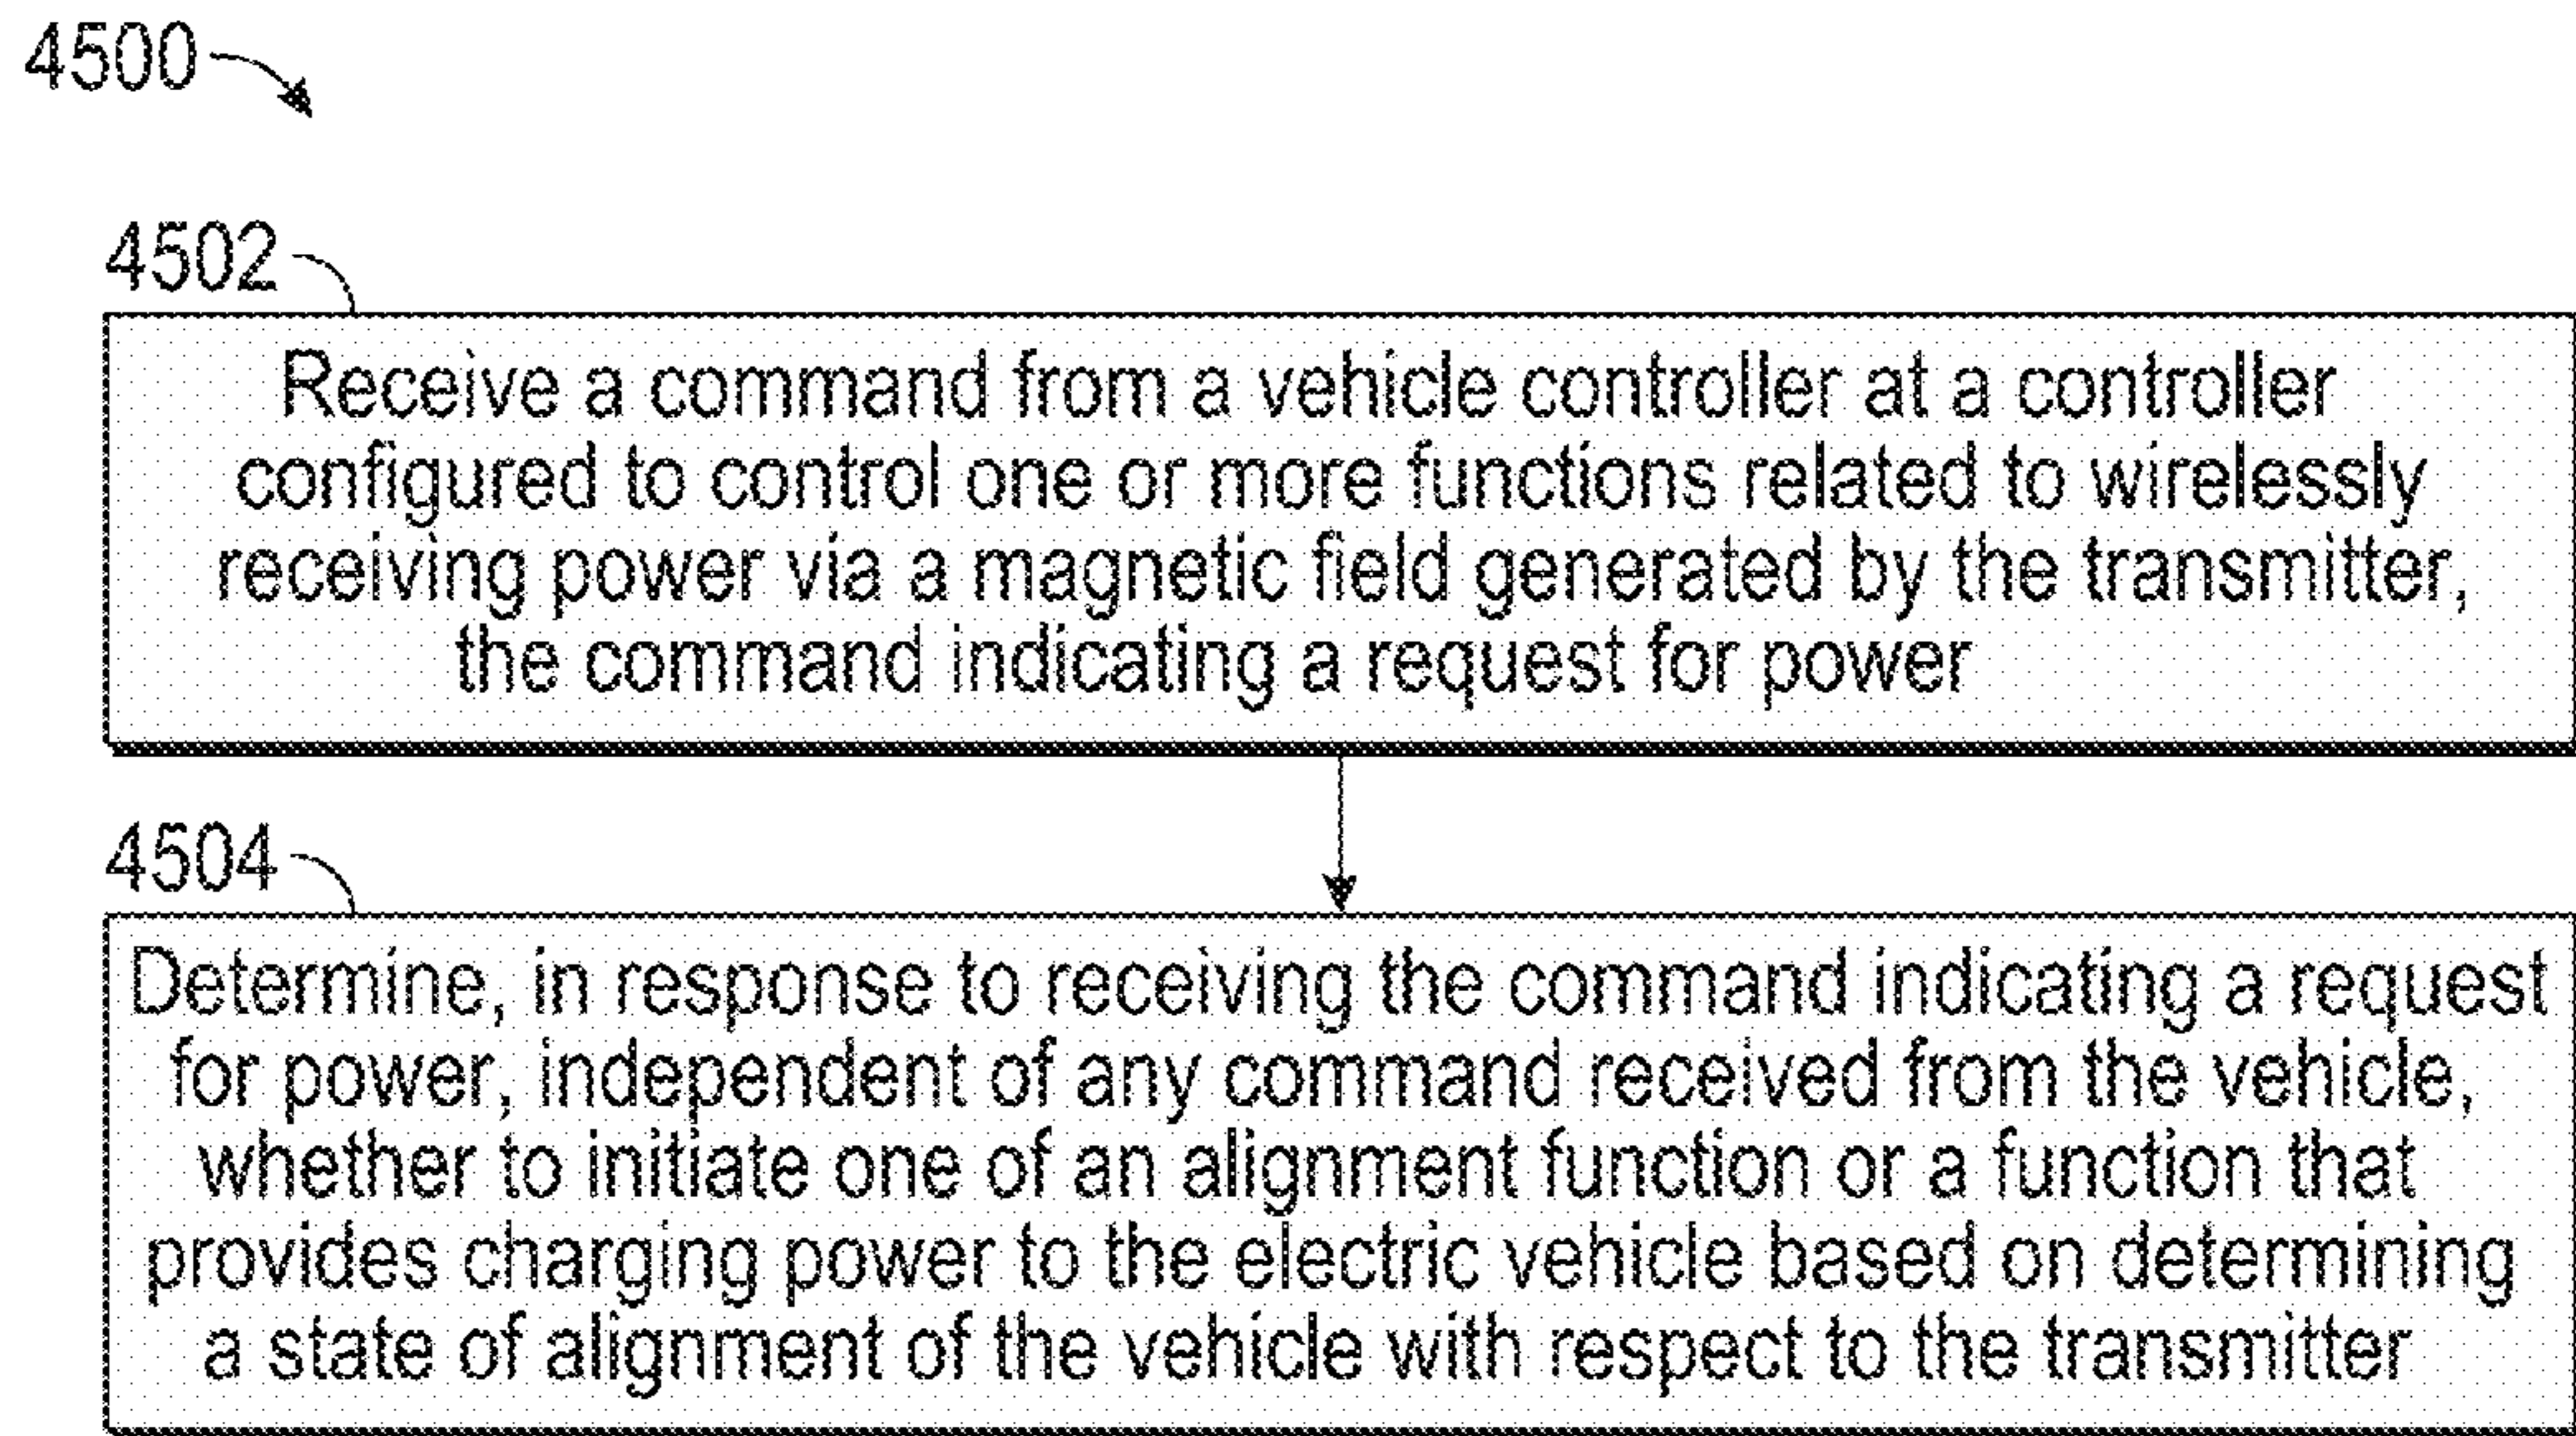 4500
4502
Receive a command from a vehicle controller at a controller
configured to control one or more functions related to wirelessly
receiving power via a magnetic field generated by the transmitter,
the command indicating a request for power
4504
Determine, in response to receiving the command indicating a request
for power, independent of any command received from the vehicle,
whether to initiate one of an alignment function or a function that
provides charging power to the electric vehicle based on determining
a state of alignment of the vehicle with respect to the transmitter